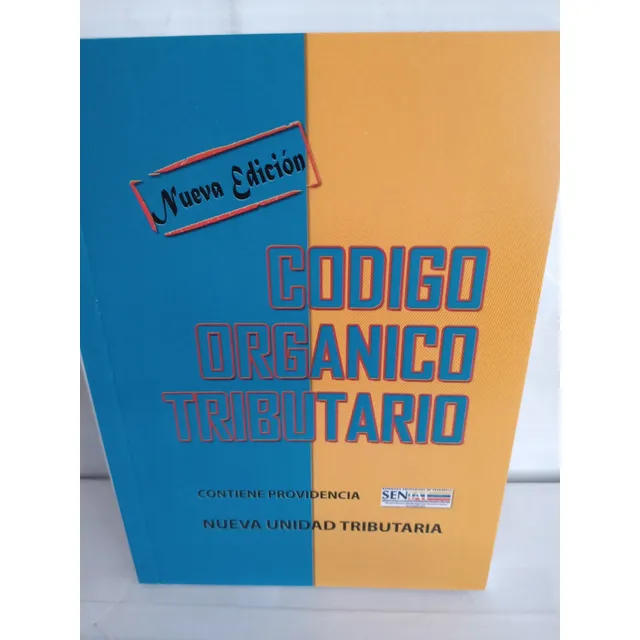 Nueva Edición
CODIGO
ORGANICO
TRIBUTARIO
CONTIENE PROVIDENCIA
SENIAT
NUEVA UNIDAD TRIBUTARIA